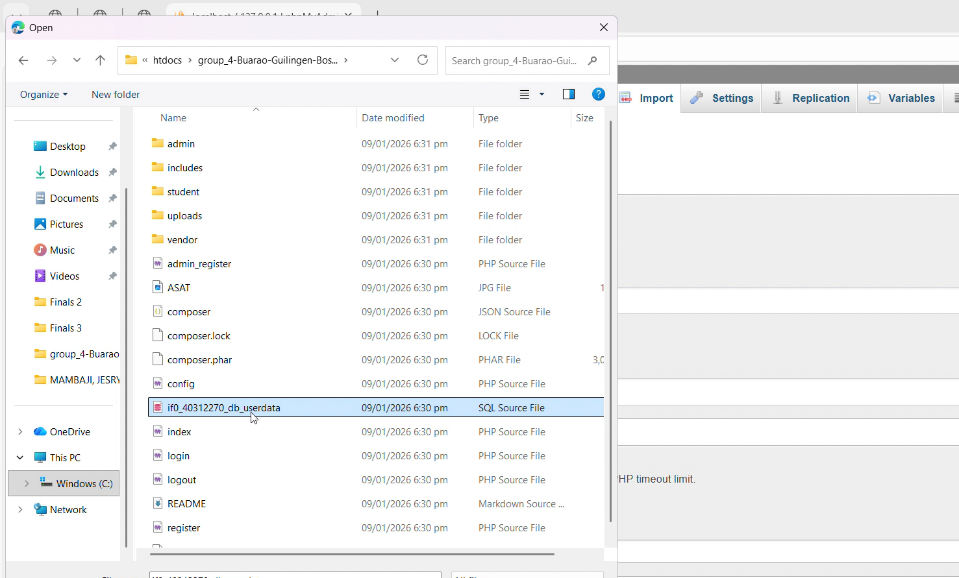 Open
« htdocs › group_4-Buarao-Guilingen-Bos... ›
Search group_4-Buarao-Gui...
Organize
New folder
Import
Settings
Replication
Variables
Name
Date modified
Type
Size
Desktop
Downloads
Documents
Pictures
Music
Videos
Finals 2
Finals 3
group_4-Buarao
MAMBAJI, JESRY
OneDrive
This PC
Windows (C:)
Network
admin 09/01/2026 6:31 pm File folder
includes 09/01/2026 6:31 pm File folder
student 09/01/2026 6:31 pm File folder
uploads 09/01/2026 6:31 pm File folder
vendor 09/01/2026 6:31 pm File folder
admin_register 09/01/2026 6:30 pm PHP Source File
ASAT 09/01/2026 6:30 pm JPG File 1
composer 09/01/2026 6:30 pm JSON Source File
composer.lock 09/01/2026 6:30 pm LOCK File
composer.phar 09/01/2026 6:30 pm PHAR File 3,0
config 09/01/2026 6:30 pm PHP Source File
if0_40312270_db_userdata 09/01/2026 6:30 pm SQL Source File
index 09/01/2026 6:30 pm PHP Source File
login 09/01/2026 6:30 pm PHP Source File
logout 09/01/2026 6:30 pm PHP Source File
README 09/01/2026 6:30 pm Markdown Source ...
register 09/01/2026 6:30 pm PHP Source File
HP timeout limit.